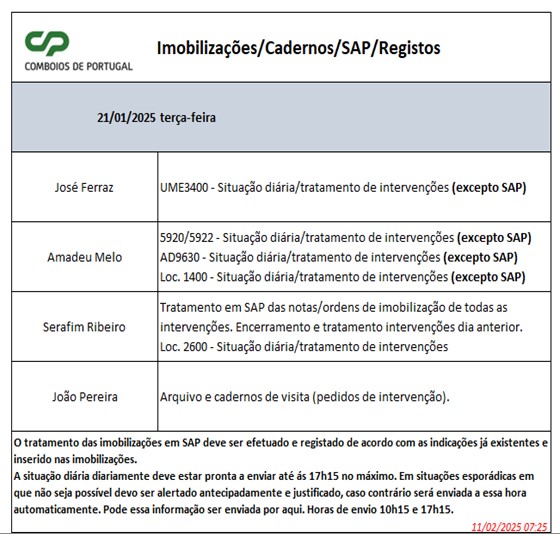 CP
COMBOIOS DE PORTUGAL
Imobilizações/Cadernos/SAP/Registos
21/01/2025 terça-feira
José Ferraz
UME3400 - Situação diária/tratamento de intervenções (excepto SAP)
Amadeu Melo
5920/5922 - Situação diária/tratamento de intervenções (excepto SAP)
AD9630 - Situação diária/tratamento de intervenções (excepto SAP)
Loc. 1400 - Situação diária/tratamento de intervenções (excepto SAP)
Serafim Ribeiro
Tratamento em SAP das notas/ordens de imobilização de todas as
intervenções. Encerramento e tratamento intervenções dia anterior.
Loc. 2600 - Situação diária/tratamento de intervenções
João Pereira
Arquivo e cadernos de visita (pedidos de intervenção).
O tratamento das imobilizações em SAP deve ser efetuado e registado de acordo com as indicações já existentes e
inserido nas imobilizações.
A situação diária diariamente deve estar pronta a enviar até ás 17h15 no máximo. Em situações esporádicas em
que não seja possível devo ser alertado antecipadamente e justificado, caso contrário será enviada a essa hora
automaticamente. Pode essa informação ser enviada por aqui. Horas de envio 10h15 e 17h15.
11/02/2025 07:25